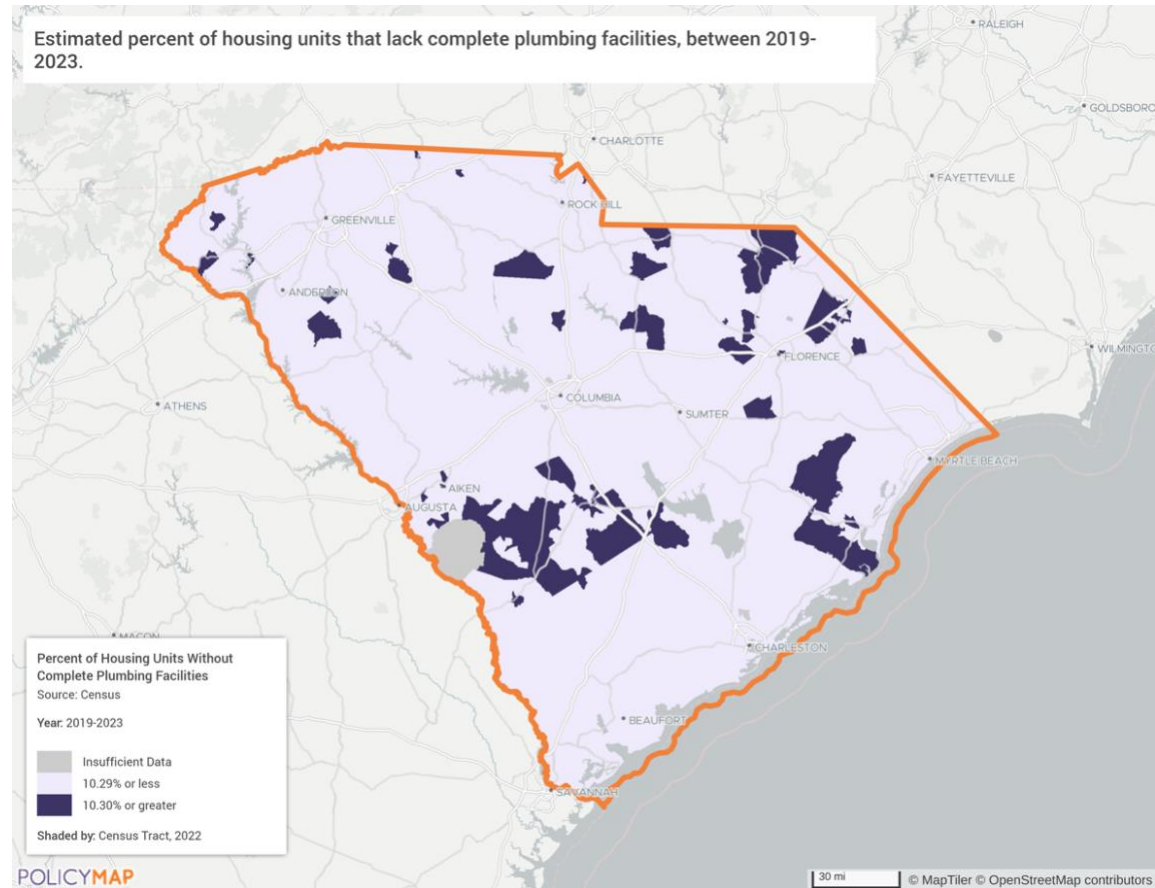 Estimated percent of housing units that lack complete plumbing facilities, between 2019-
2023.
RALEIGH
GOLDSBORO
CHARLOTTE
FAYETTEVILLE
ROCK HILL
GREENVILLE
ANDERSON
WILMINGTO
FLORENCE
ATHENS
COLUMBIA
SUMTER
MYRTLE BEACH
AIKEN
AUGUSTA
MACON
CHARLESTON
BEAUFORT
SAVANNAH
Percent of Housing Units Without
Complete Plumbing Facilities
Source: Census
Year: 2019-2023
Insufficient Data
10.29% or less
10.30% or greater
Shaded by: Census Tract, 2022
POLICYMAP
30 mi
© MapTiler © OpenStreetMap contributors